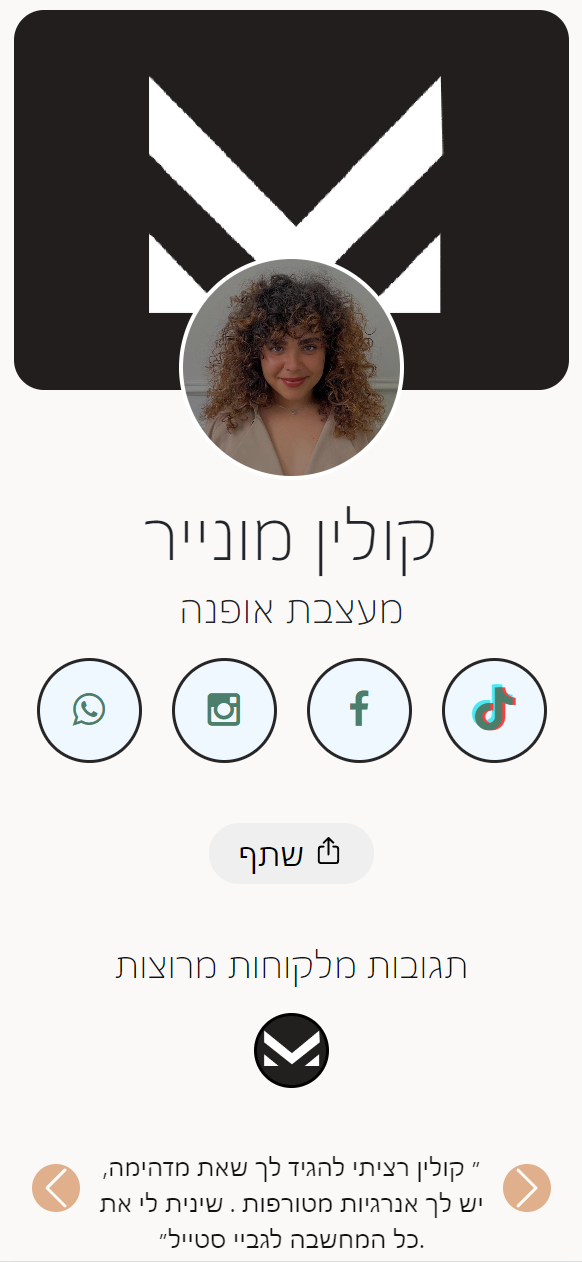 קולין מונייר
מעצבת אופנה
שתף
תגובות מלקוחות מרוצות
״ קולין רציתי להגיד לך שאת מדהימה,
יש לך אנרגיות מטורפות . שינית לי את
כל המחשבה לגביי סטייל״.